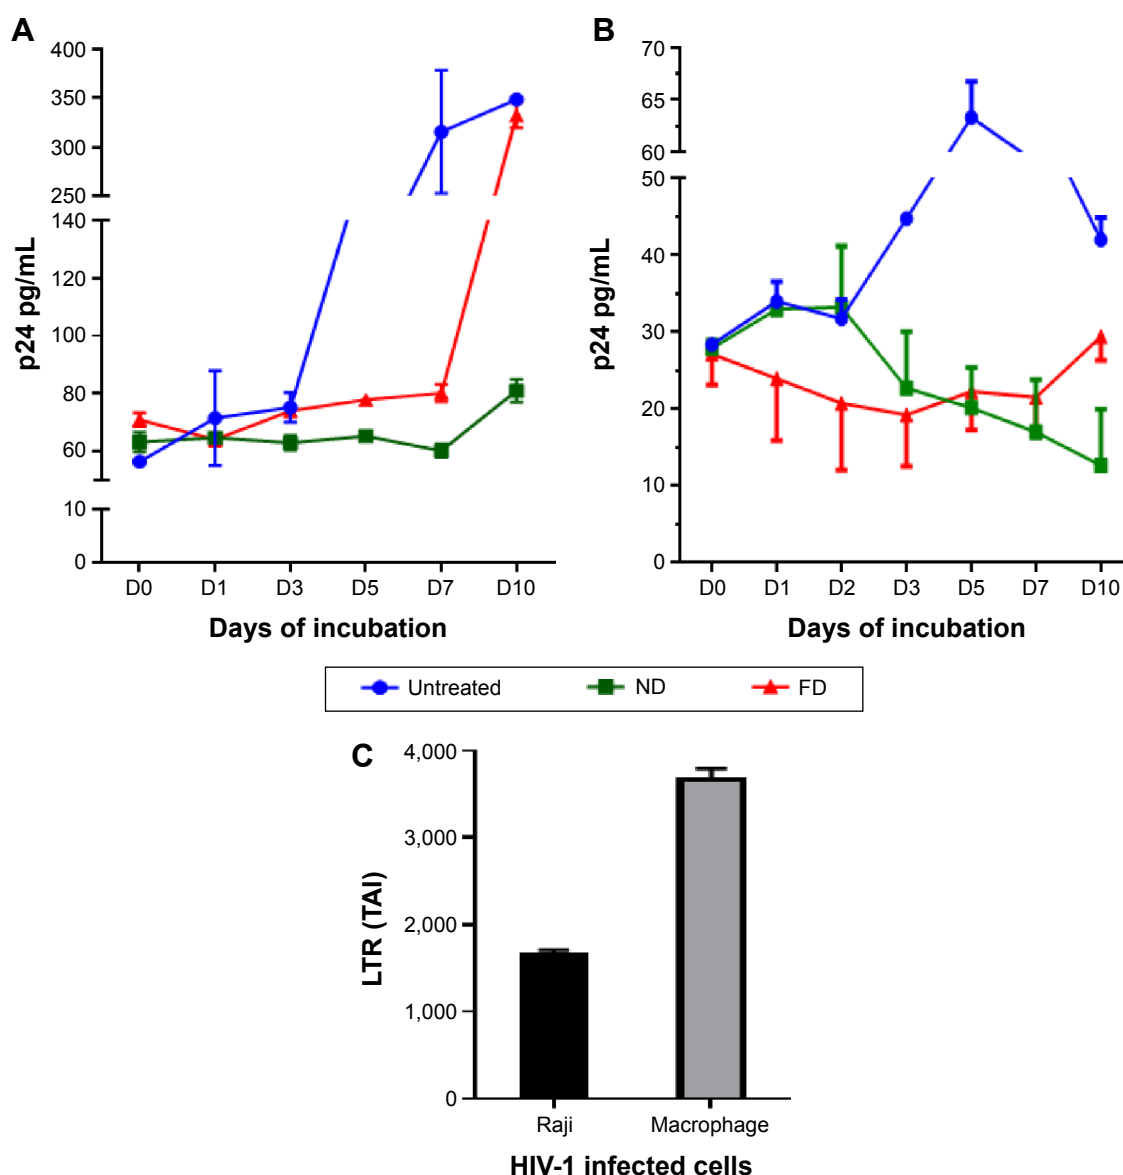 A
400
350
300
250
140
120
100
80
60
10
0
p24 pg/mL
D0 D1 D3 D5 D7 D10
Days of incubation
B
70
65
60
50
40
30
20
10
0
p24 pg/mL
D0 D1 D2 D3 D5 D7 D10
Days of incubation
Untreated ND FD
C
4,000
3,000
2,000
1,000
0
LTR (TAI)
Raji Macrophage
HIV-1 infected cells